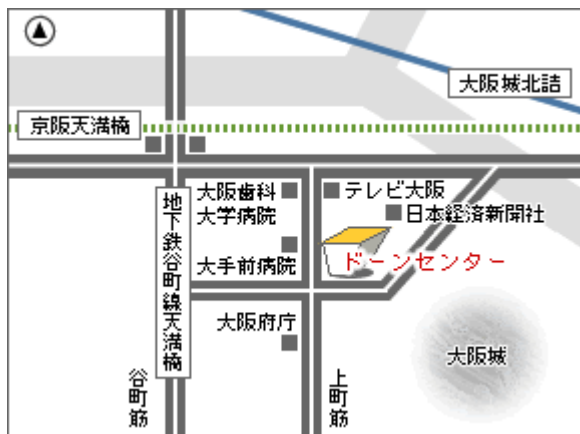 大阪城北詰
京阪天満橋
大阪歯科
大学病院
テレビ大阪
日本経済新聞社
地下鉄谷町線天満橋
大手前病院
ドーンセンター
大阪府庁
大阪城
谷町筋
上町筋